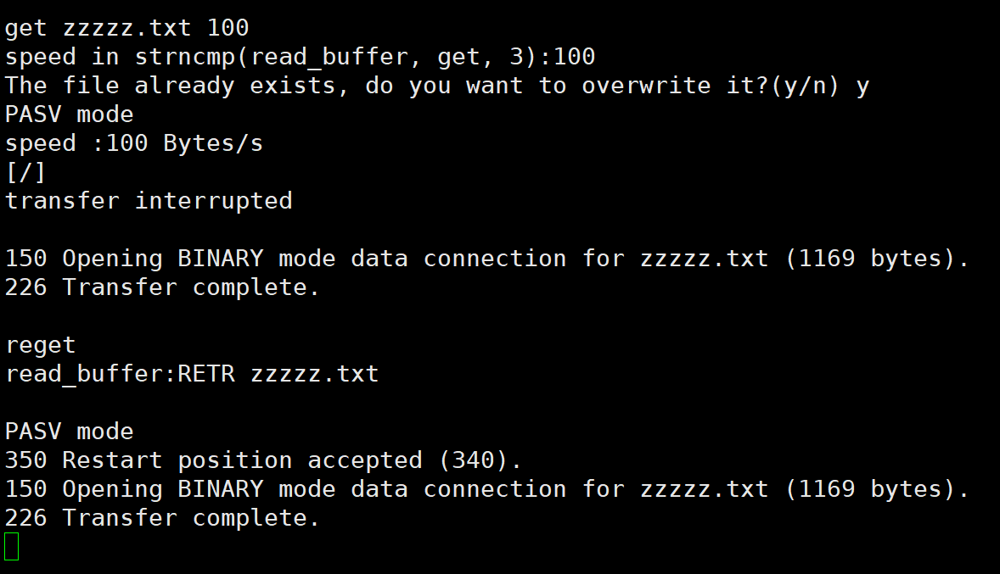 get zzzzz.txt 100
speed in strncmp(read_buffer, get, 3):100
The file already exists, do you want to overwrite it?(y/n) y
PASV mode
speed :100 Bytes/s
[/]
transfer interrupted
150 Opening BINARY mode data connection for zzzzz.txt (1169 bytes).
226 Transfer complete.
reget
read_buffer:RETR zzzzz.txt
PASV mode
350 Restart position accepted (340).
150 Opening BINARY mode data connection for zzzzz.txt (1169 bytes).
226 Transfer complete.